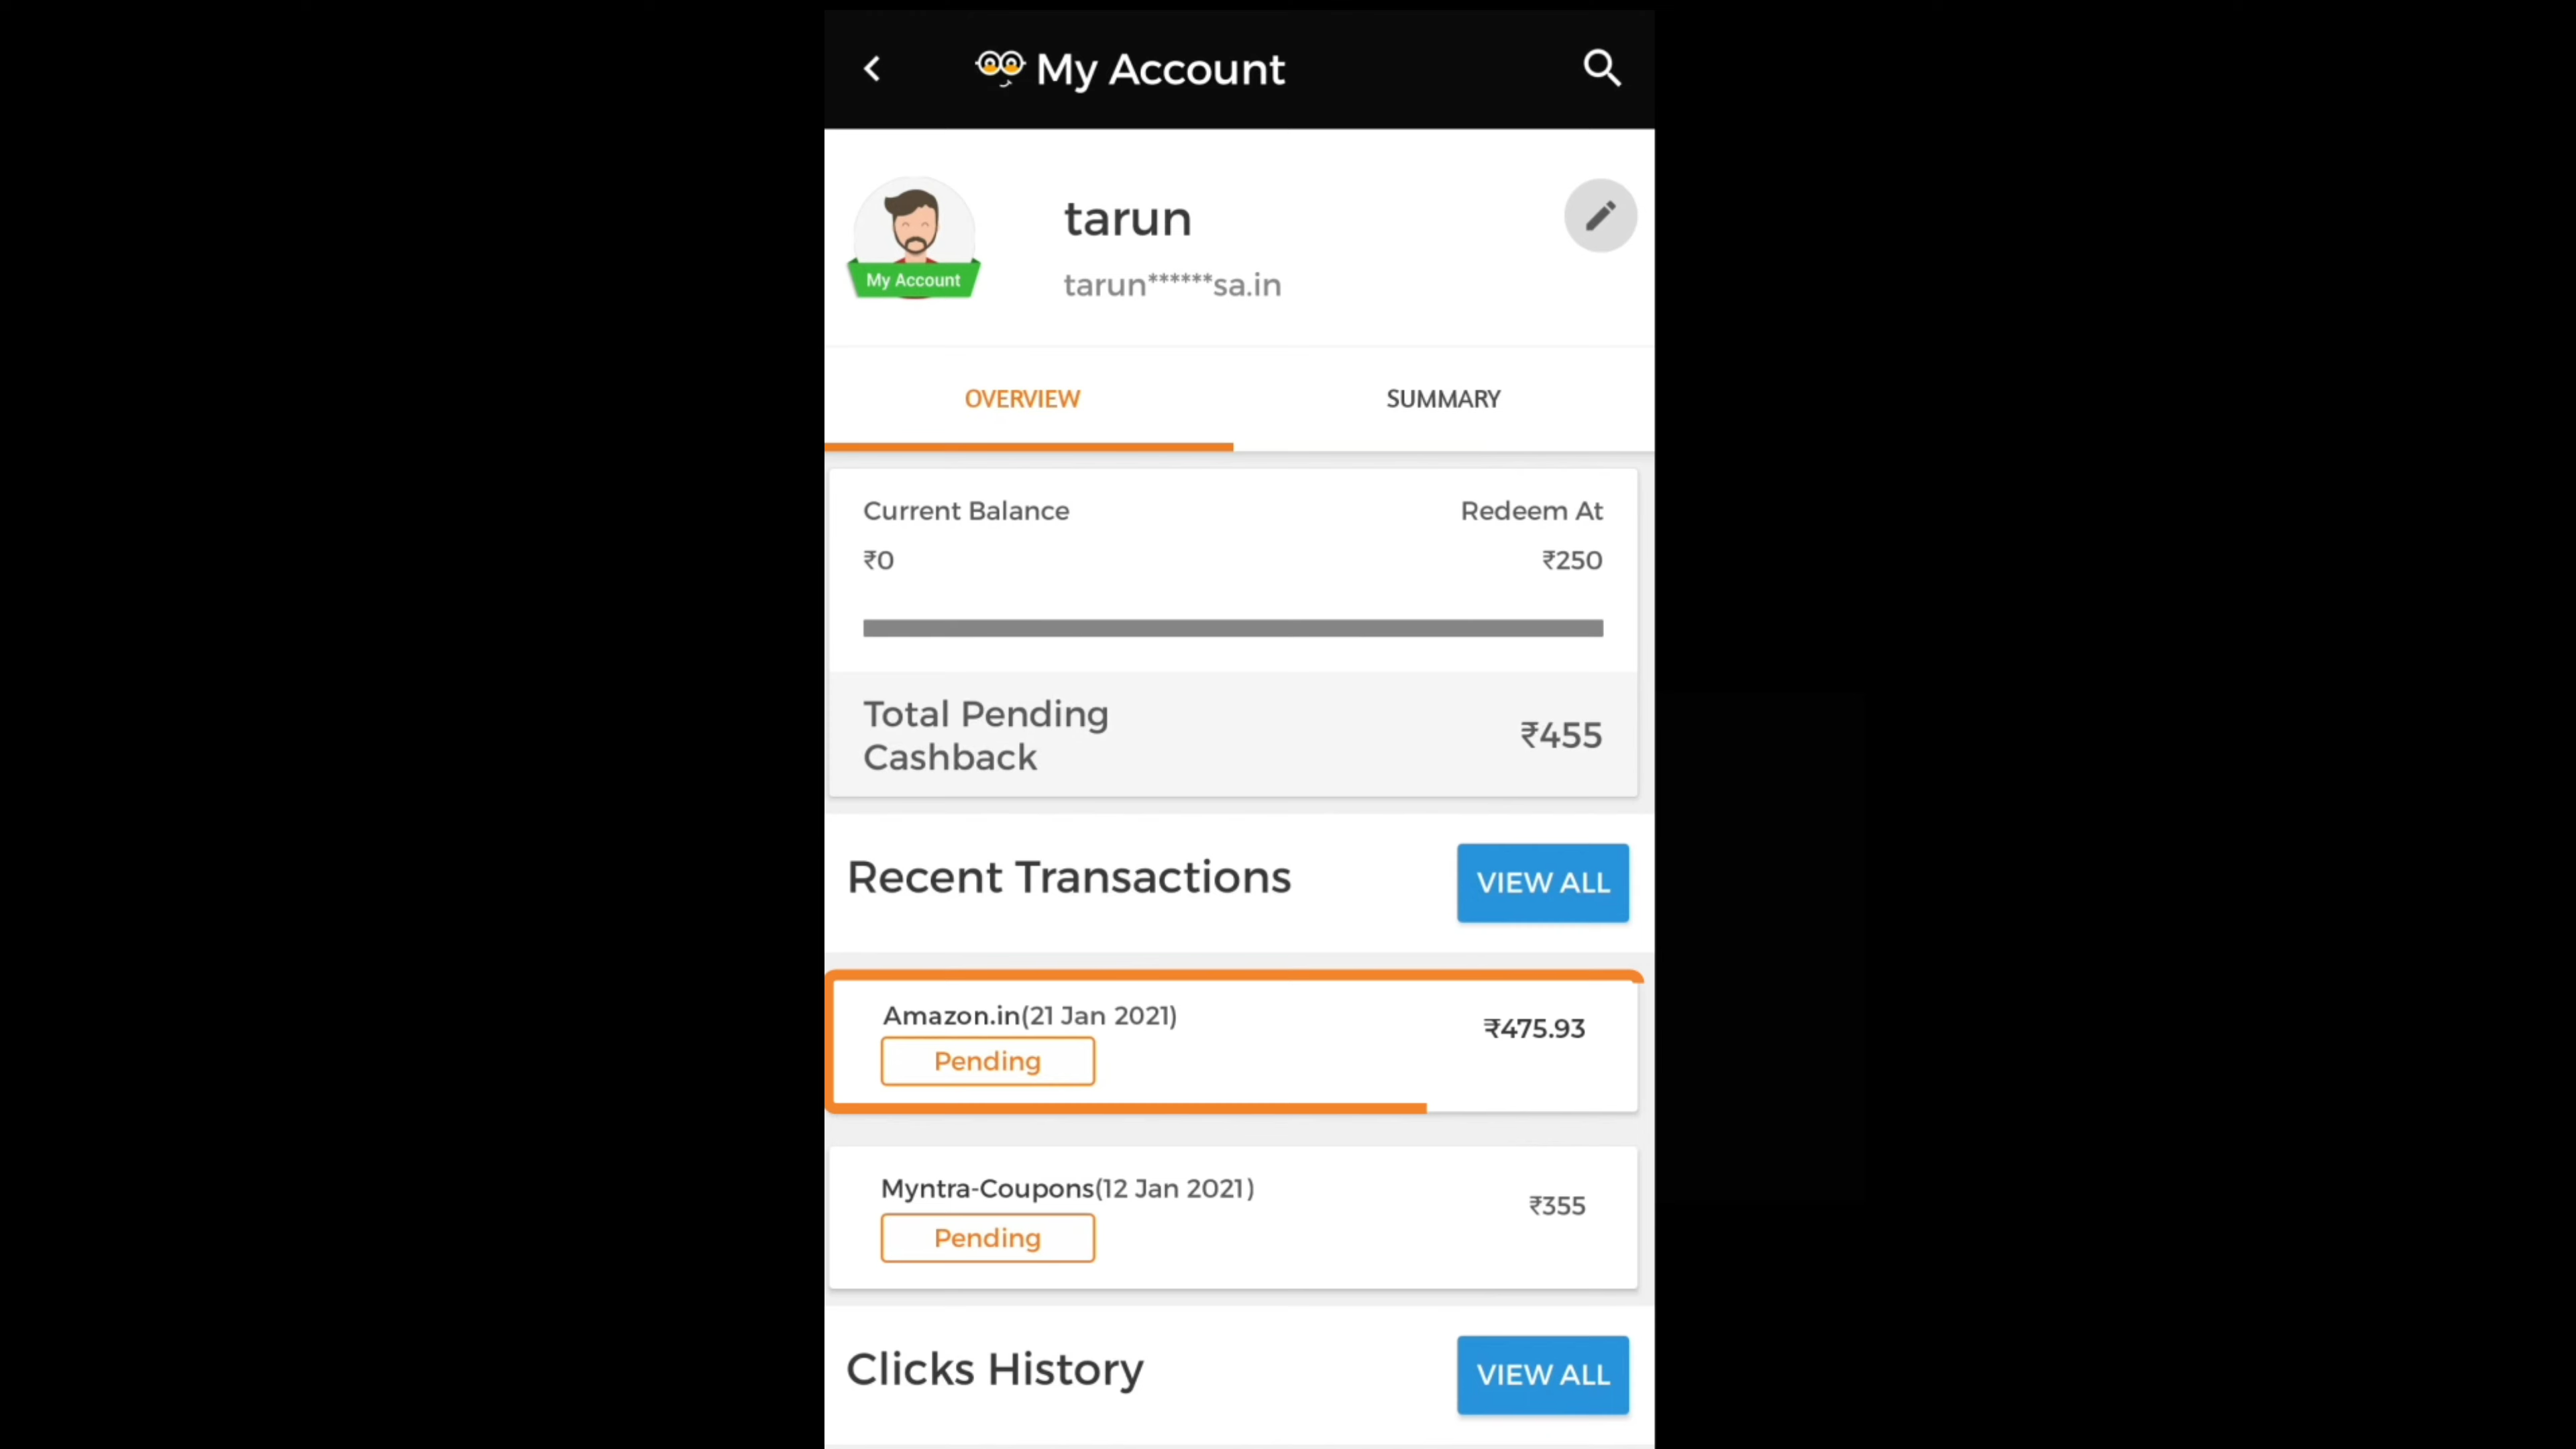 My Account
tarun
tarun******sa.in
My Account
OVERVIEW
SUMMARY
Current Balance
Redeem At
₹0
₹250
Total Pending
Cashback
₹455
Recent Transactions
VIEW ALL
Amazon.in(21 Jan 2021)
₹475.93
Pending
Myntra-Coupons(12 Jan 2021)
₹355
Pending
Clicks History
VIEW ALL